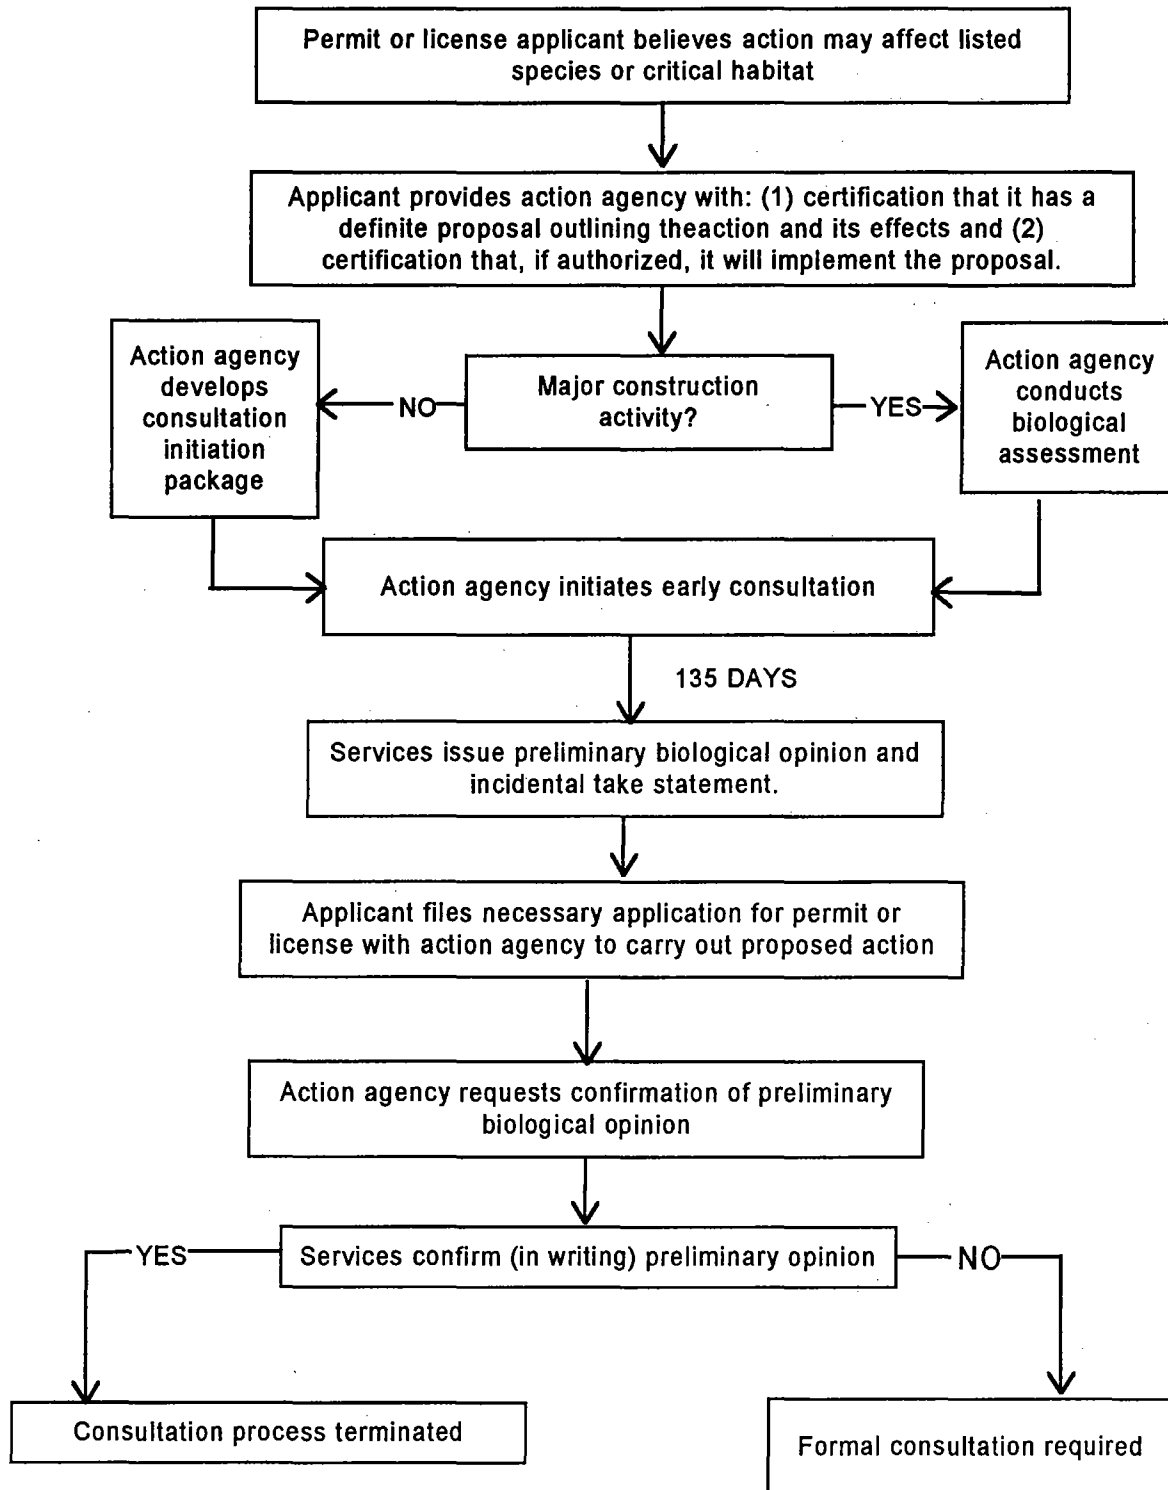 Permit or license applicant believes action may affect listed
species or critical habitat
Applicant provides action agency with: (1) certification that it has a
definite proposal outlining theaction and its effects and (2)
certification that, if authorized, it will implement the proposal.
Action agency
develops
consultation
initiation
package
NO
Major construction
activity?
YES
Action agency
conducts
biological
assessment
Action agency initiates early consultation
135 DAYS
Services issue preliminary biological opinion and
incidental take statement.
Applicant files necessary application for permit or
license with action agency to carry out proposed action
Action agency requests confirmation of preliminary
biological opinion
YES
Services confirm (in writing) preliminary opinion
NO
Consultation process terminated
Formal consultation required